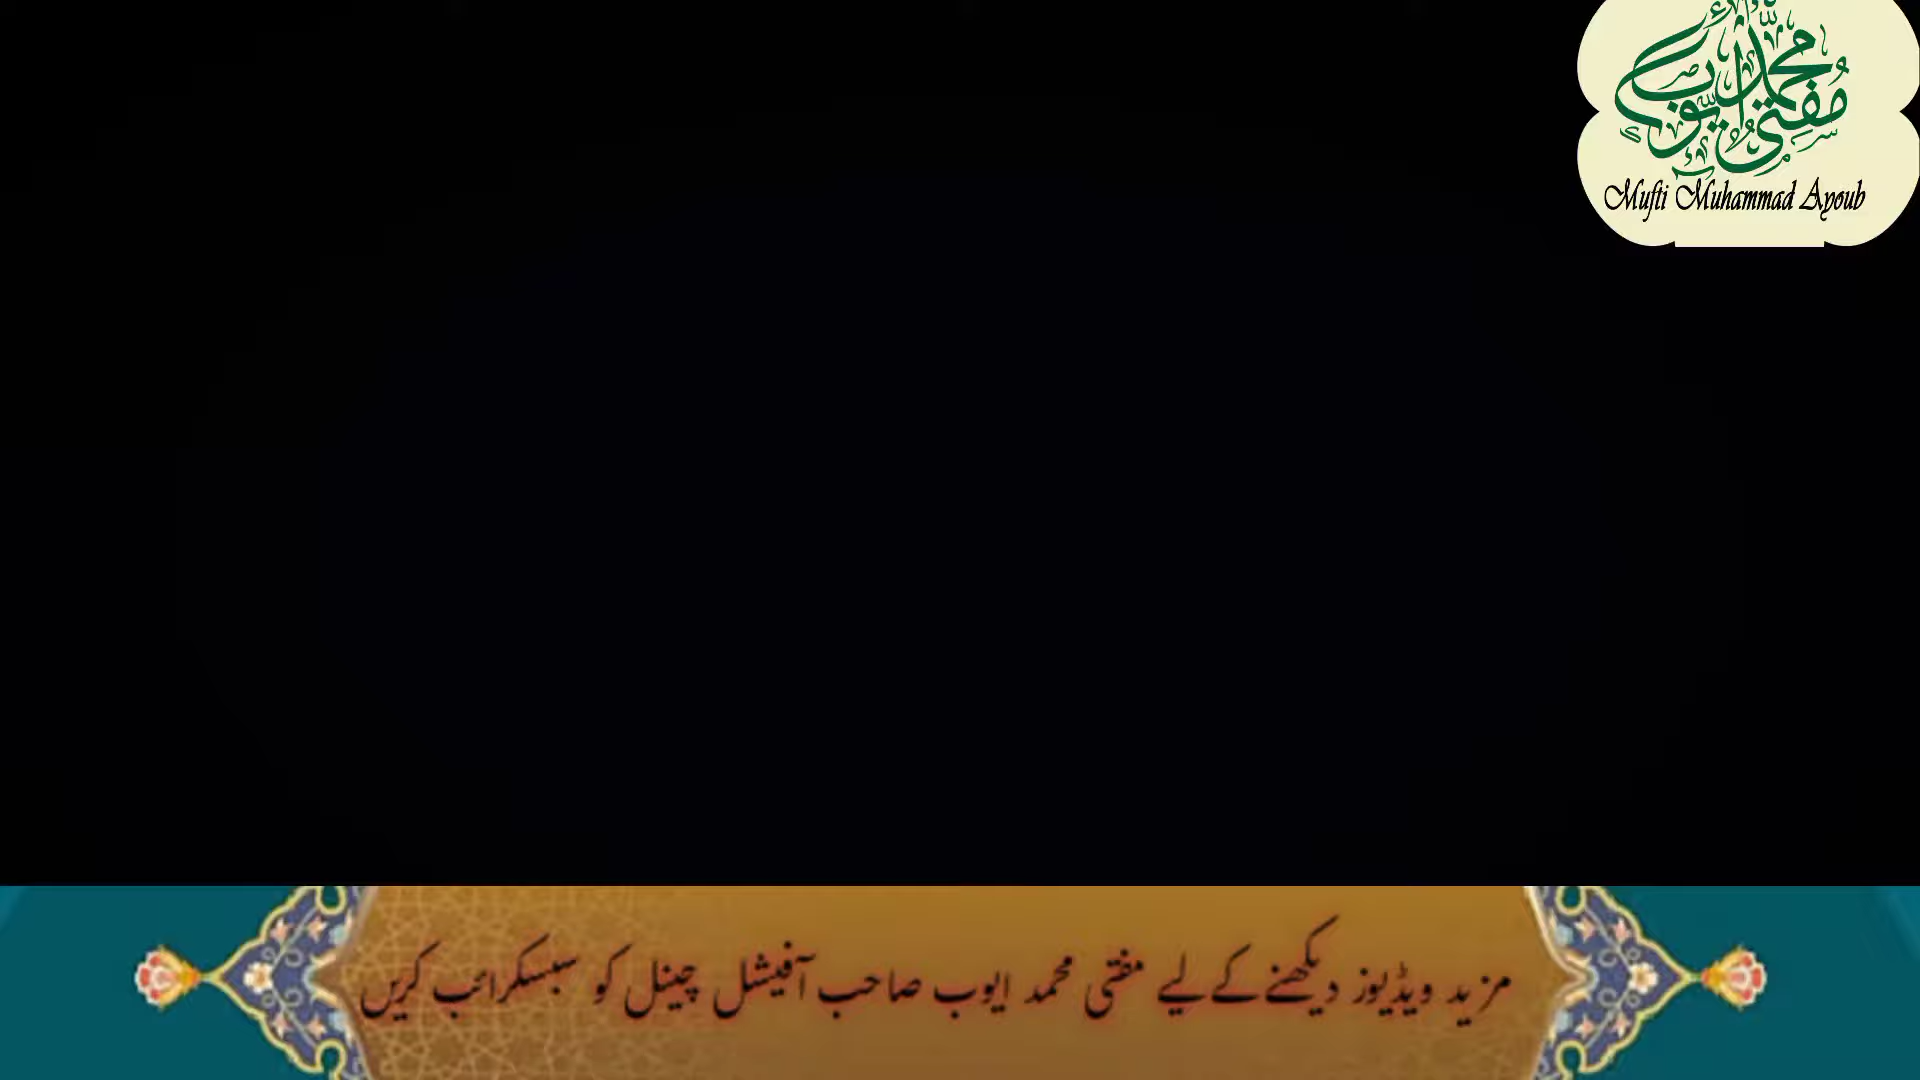 مفتی محمد ایوب
Mufti Muhammad Ayoub
مزید ویڈیوز دیکھنے کے لیے مفتی محمد ایوب صاحب آفیشل چینل کو سبسکرائب کریں